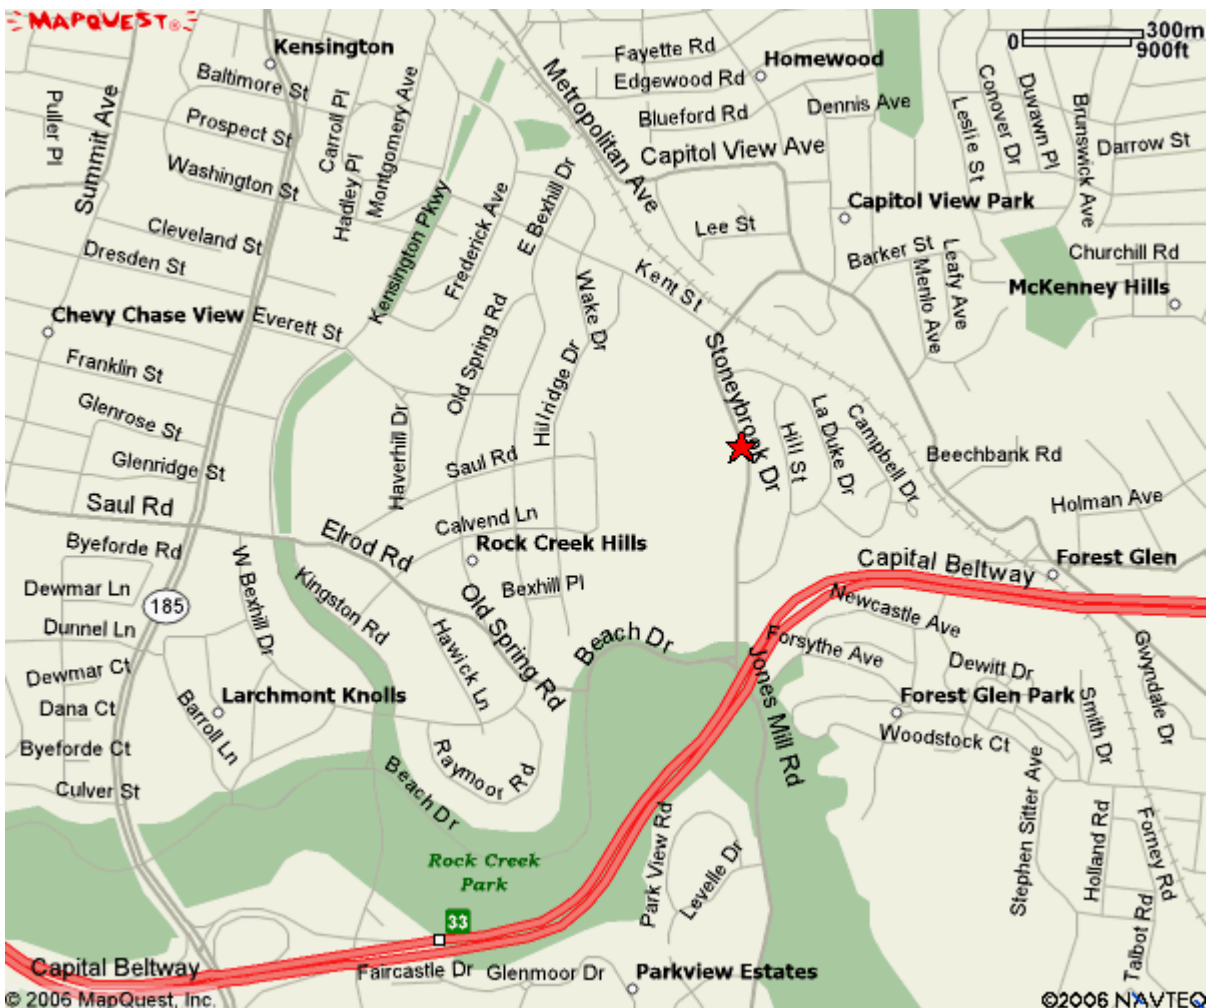 MAPQUEST®
300m
0
900ft
Kensington
Fayette Rd
Homewood
Baltimore St
Edgewood Rd
Metropolitan Ave
Dennis Ave
Conover Dr
Duvawn Pl
Puller Pl
Summit Ave
Carroll Pl
Montgomery Ave
Blueford Rd
Leslie St
Brunswick Ave
Prospect St
Capitol View Ave
Darrow St
Washington St
Hadley Pl
Kensington Pkwy
Frederick Ave
E Bexhill Dr
Capitol View Park
Lee St
Cleveland St
Barker St
Leafy Ave
Churchill Rd
Dresden St
Kent St
Menlo Ave
McKenney Hills
Wake Dr
Chevy Chase View
Everett St
Old Spring Rd
Stoneybrook Dr
Franklin St
Hillridge Dr
Glenrose St
Haverhill Dr
Hill St
La Duke Dr
Campbell Dr
Glenridge St
Saul Rd
Beechbank Rd
Saul Rd
Holman Ave
Elrod Rd
Calvend Ln
Byeforde Rd
Rock Creek Hills
Capital Beltway
Forest Glen
Dewmar Ln
W Bexhill Dr
Kingston Rd
Bexhill Pl
185
Old Spring Rd
Newcastle Ave
Dunnel Ln
Hawick Ln
Beach Dr
Forsythe Ave
Gwyndale Dr
Dewmar Ct
Jones Mill Rd
Dewitt Dr
Larchmont Knolls
Forest Glen Park
Dana Ct
Barroll Ln
Smith Dr
Byeforde Ct
Raymoor Rd
Woodstock Ct
Culver St
Beach Dr
Stephen Sitter Ave
Park View Rd
Holland Rd
Forney Rd
Rock Creek
Park
Levelle Dr
33
Talbot Rd
Capital Beltway
Faircastle Dr
Glenmoor Dr
Parkview Estates
© 2006 MapQuest, Inc.
©2006 NAVTEQ